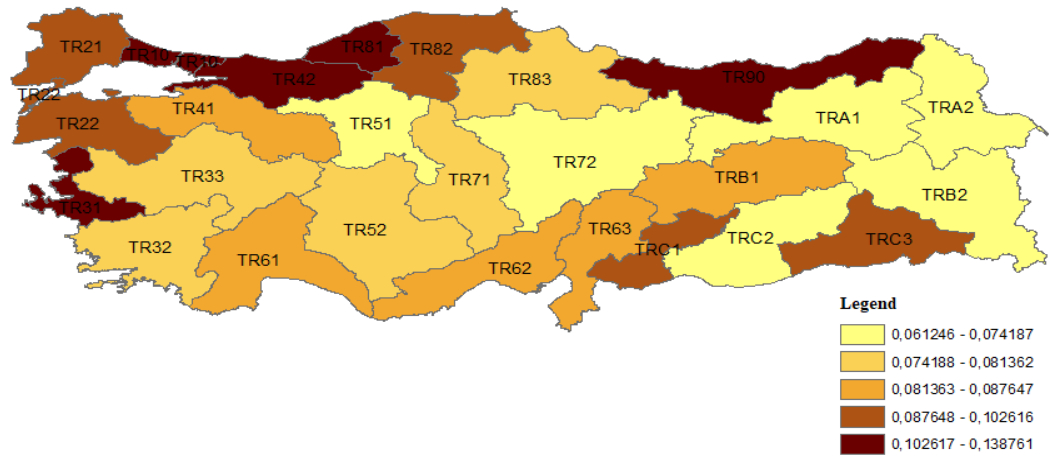 TR21
TR10
TR10
TR81
TR82
TR42
TR83
TR90
TR22
TR22
TR41
TR51
TRA1
TRA2
TR33
TR71
TR72
TRB1
TRB2
TR31
TR32
TR61
TR52
TR62
TR63
TRC1
TRC2
TRC3
Legend
0,061246 - 0,074187
0,074188 - 0,081362
0,081363 - 0,087647
0,087648 - 0,102616
0,102617 - 0,138761